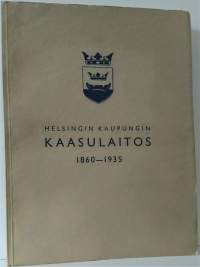 HELSINGIN KAUPUNGIN
KAASULAITOS
1860—1935